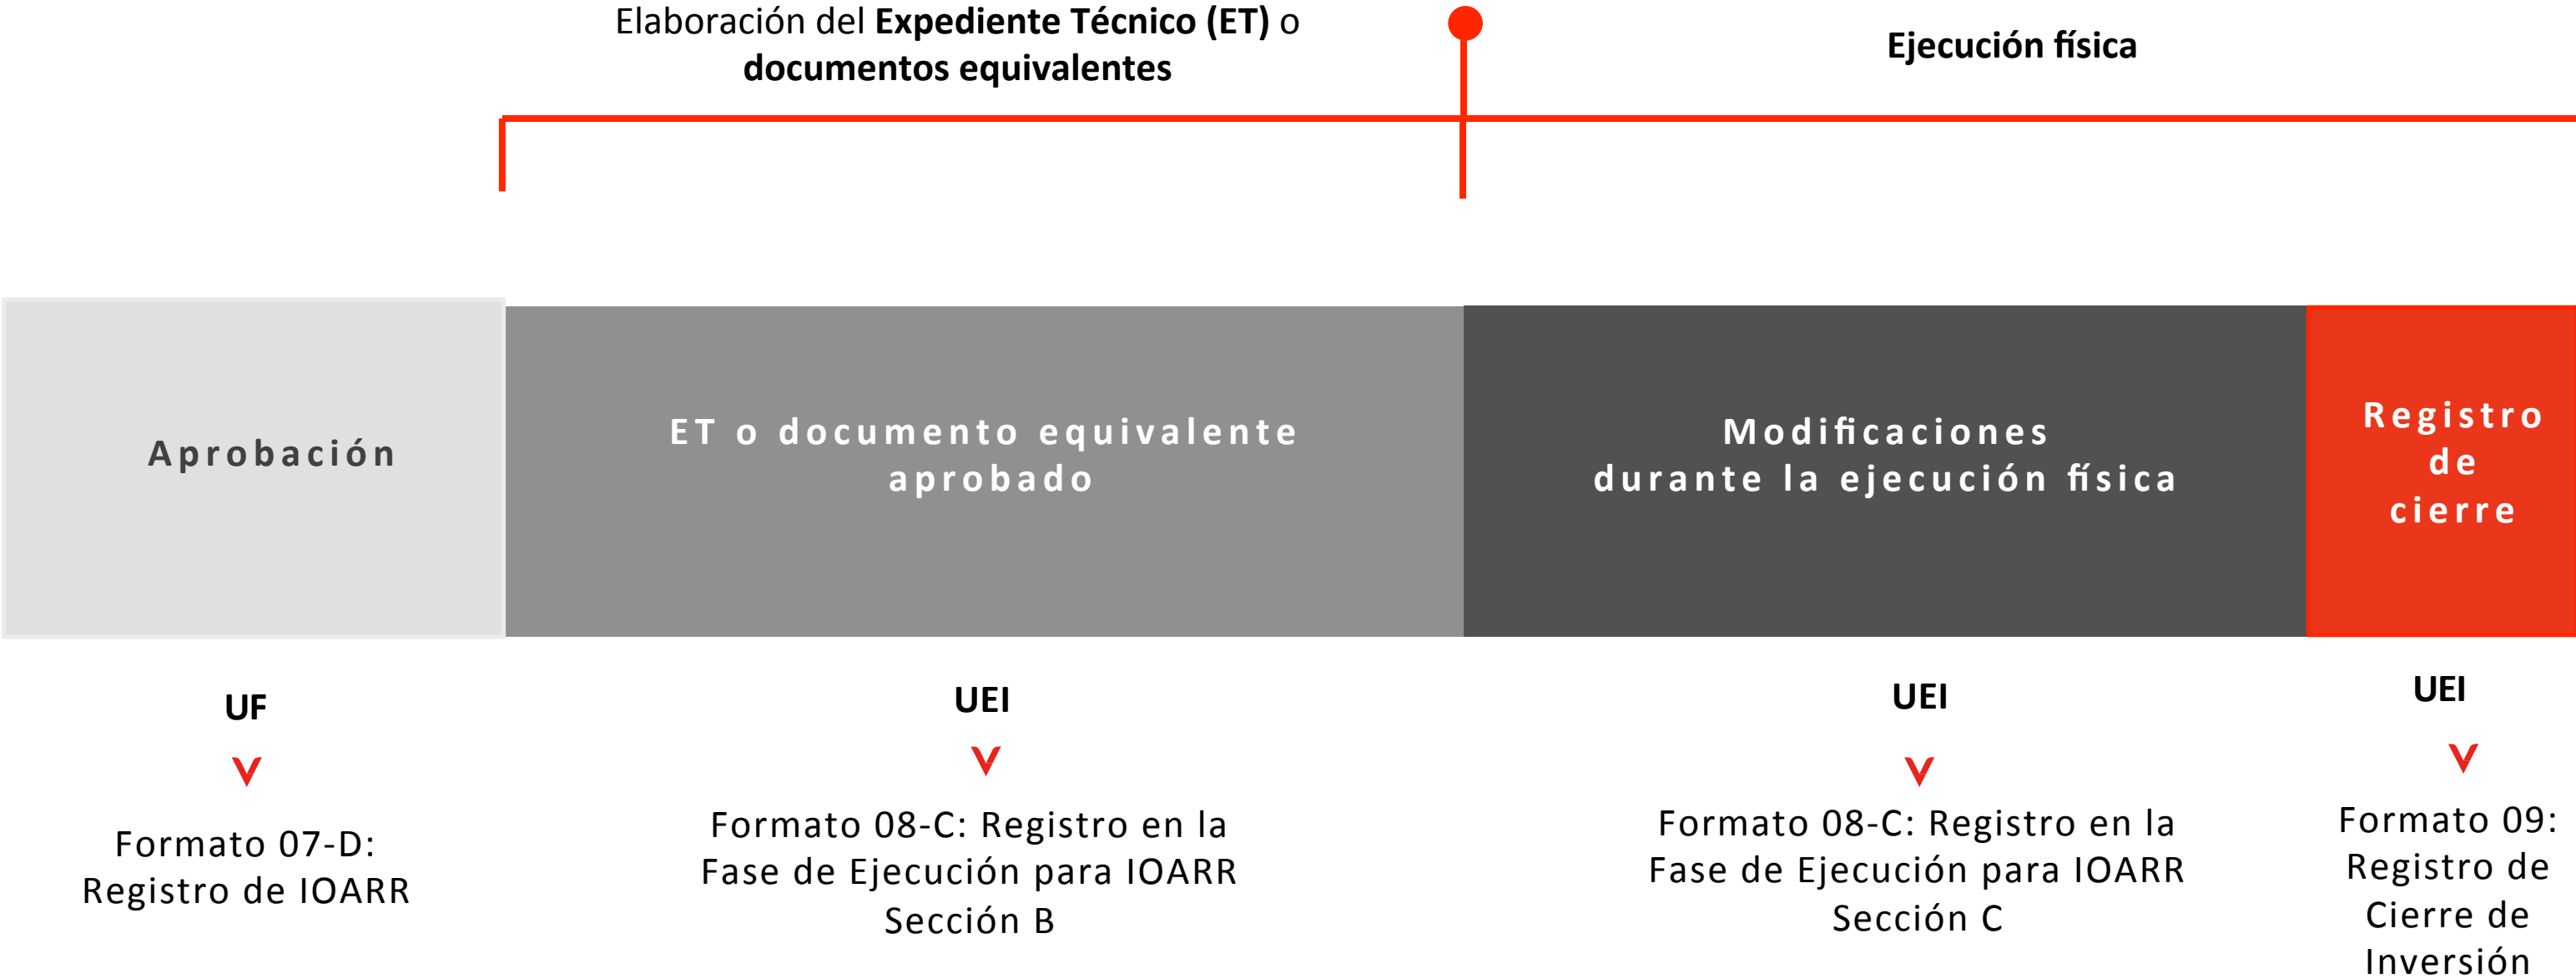 Elaboración del Expediente Técnico (ET) o
documentos equivalentes
Ejecución física
Aprobación
ET o documento equivalente
aprobado
Modificaciones
durante la ejecución física
Registro
de
cierre
UF
Formato 07-D:
Registro de IOARR
UEI
Formato 08-C: Registro en la
Fase de Ejecución para IOARR
Sección B
UEI
Formato 08-C: Registro en la
Fase de Ejecución para IOARR
Sección C
UEI
Formato 09:
Registro de
Cierre de
Inversión